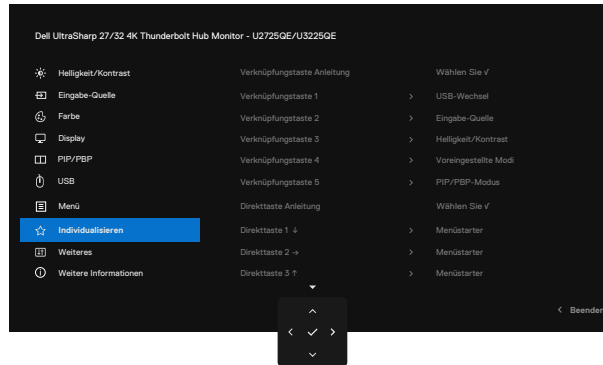 Dell UltraSharp 27/32 4K Thunderbolt Hub Monitor - U2725QE/U3225QE
Helligkeit/Kontrast Verknüpfungstaste Anleitung Wählen Sie √
Eingabe-Quelle Verknüpfungstaste 1 > USB-Wechsel
Farbe Verknüpfungstaste 2 > Eingabe-Quelle
Display Verknüpfungstaste 3 > Helligkeit/Kontrast
PIP/PBP Verknüpfungstaste 4 > Voreingestellte Modi
USB Verknüpfungstaste 5 > PIP/PBP-Modus
Menü Direkttaste Anleitung Wählen Sie √
Individualisieren Direkttaste 1 ↓ > Menüstarter
Weiteres Direkttaste 2 → > Menüstarter
Weitere Informationen Direkttaste 3 ↑ > Menüstarter
< Beenden